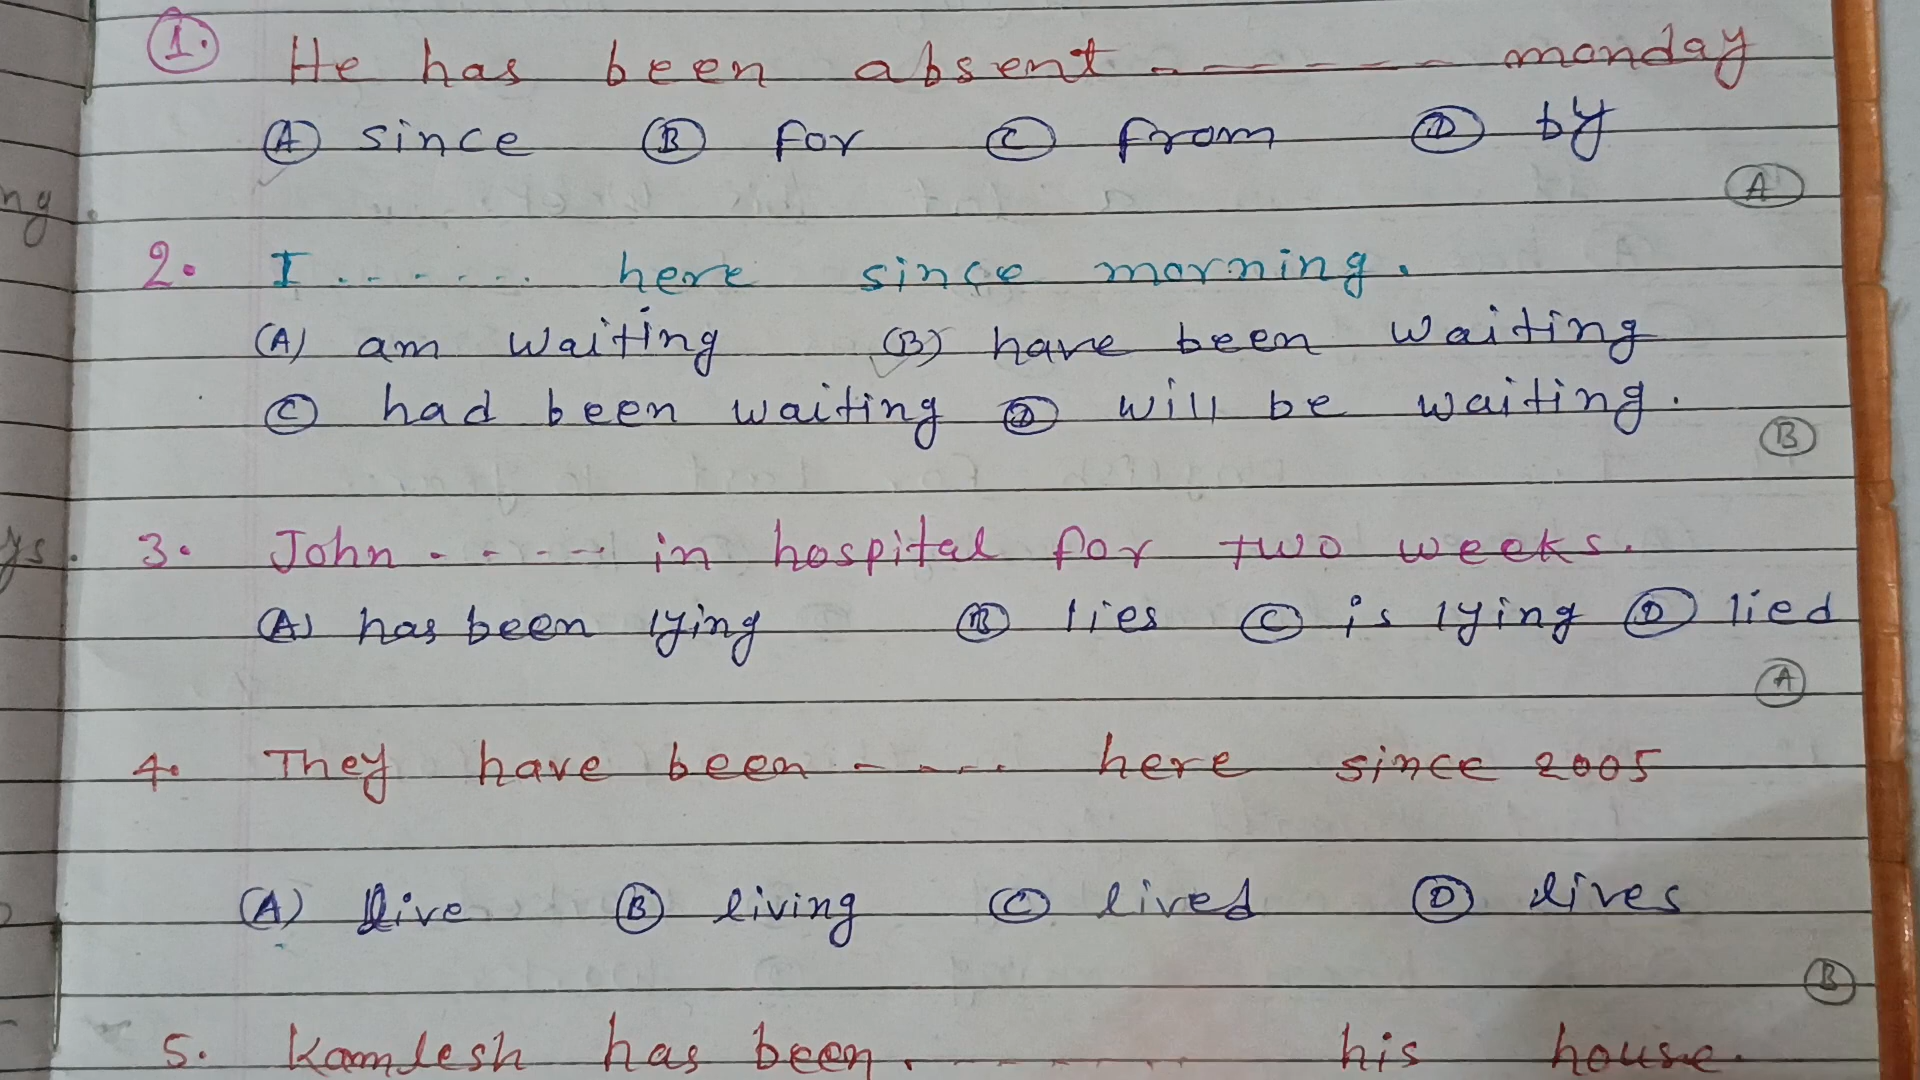 1. He has been absent ------ monday
(A) since (B) for (C) from (D) by
(A)
ng.
2. I ....... here since morning.
(A) am waiting (B) have been waiting
(C) had been waiting (D) will be waiting.
(B)
ys. 3. John ----- in hospital for two weeks.
(A) has been lying (B) lies (C) is lying (D) lied
(A)
4. They have been ----- here since 2005
(A) live (B) living (C) lived (D) lives
(B)
5. Kamlesh has been ....... his house.